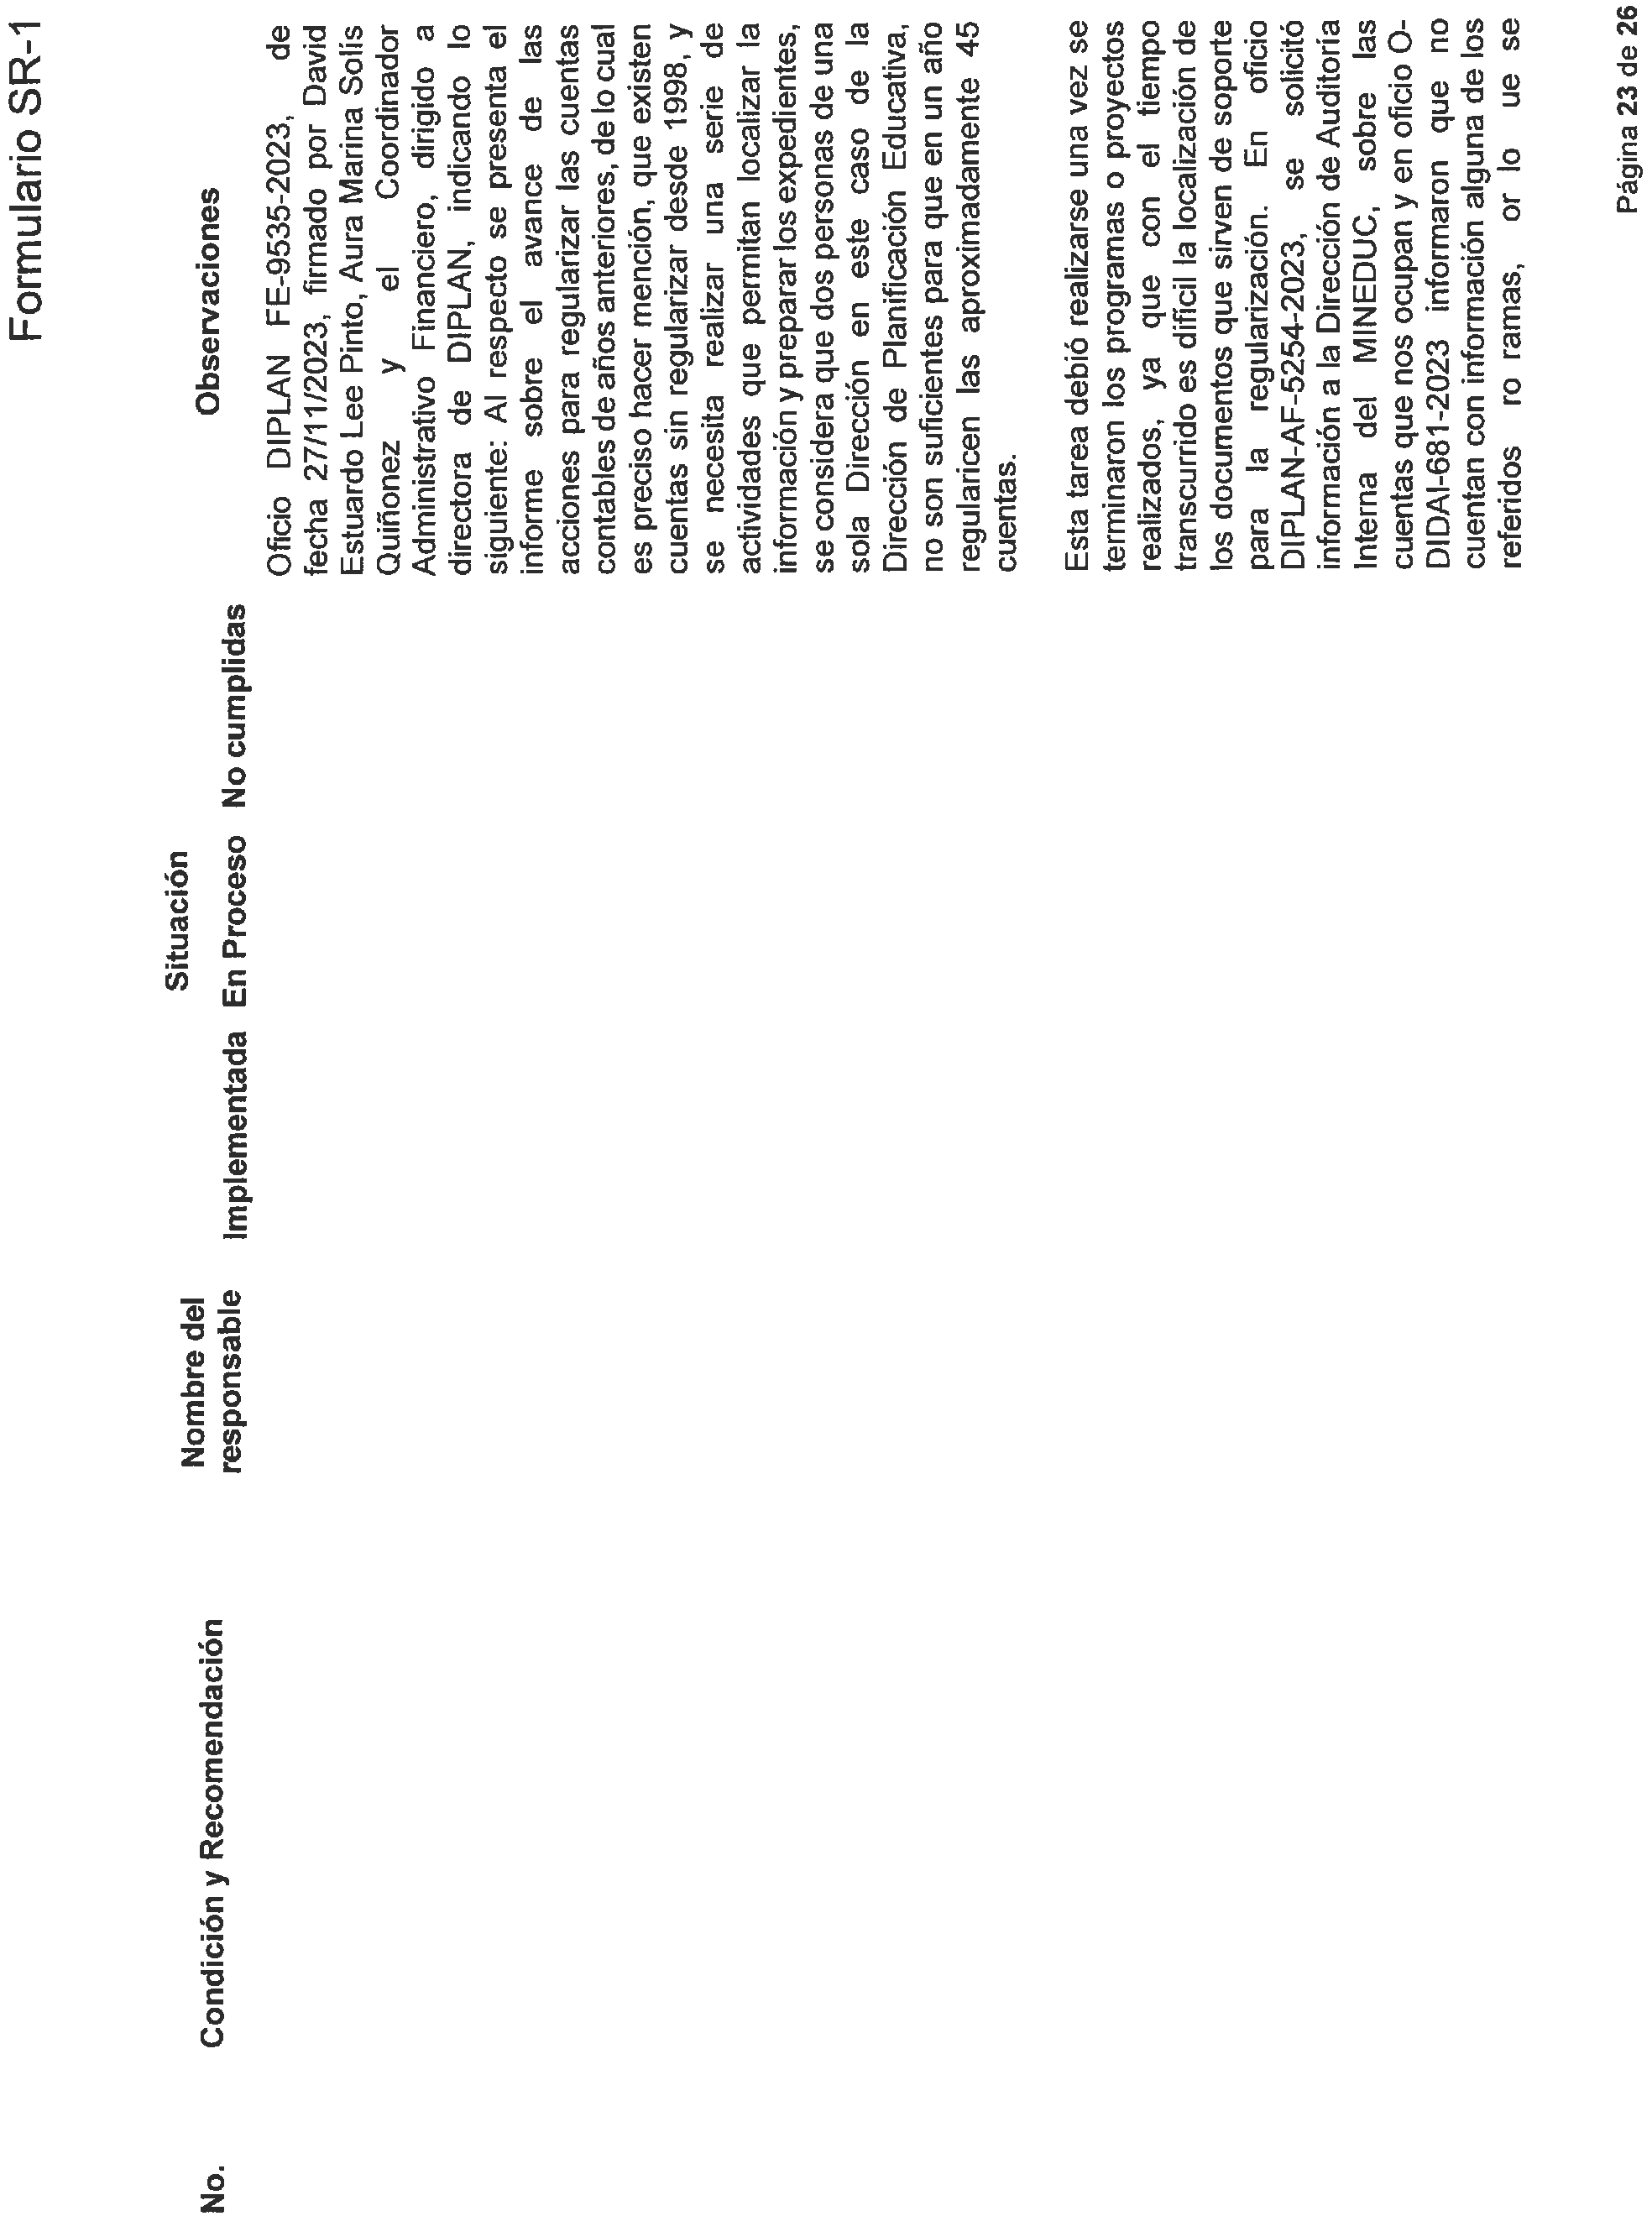 Formulario SR-1
No.
Condición y Recomendación
Nombre del
responsable
Situación
Implementada
En Proceso
No cumplidas
Observaciones
Oficio DIPLAN FE-9535-2023, de
fecha 27/11/2023, firmado por David
Estuardo Lee Pinto, Aura Marina Solís
Quiñonez y el Coordinador
Administrativo Financiero, dirigido a
directora de DIPLAN, indicando lo
siguiente: Al respecto se presenta el
informe sobre el avance de las
acciones para regularizar las cuentas
contables de años anteriores, de lo cual
es preciso hacer mención, que existen
cuentas sin regularizar desde 1998, y
se necesita realizar una serie de
actividades que permitan localizar la
información y preparar los expedientes,
se considera que dos personas de una
sola Dirección en este caso de la
Dirección de Planificación Educativa,
no son suficientes para que en un año
regularicen las aproximadamente 45
cuentas.
Esta tarea debió realizarse una vez se
terminaron los programas o proyectos
realizados, ya que con el tiempo
transcurrido es difícil la localización de
los documentos que sirven de soporte
para la regularización. En oficio
DIPLAN-AF-5254-2023, se solicitó
información a la Dirección de Auditoría
Interna del MINEDUC, sobre las
cuentas que nos ocupan y en oficio O-
DIDAI-681-2023 informaron que no
cuentan con información alguna de los
referidos ro ramas, or lo ue se
Página 23 de 26